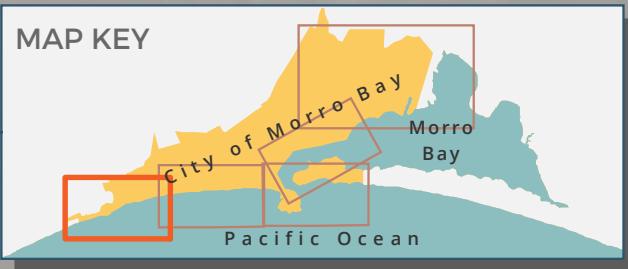 MAP KEY
City of Morro Bay
Morro
Bay
Pacific Ocean